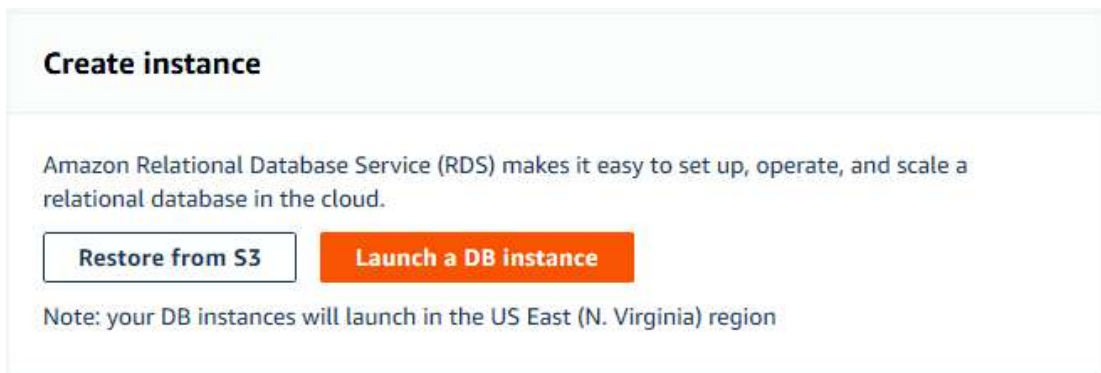 Create instance
Amazon Relational Database Service (RDS) makes it easy to set up, operate, and scale a
relational database in the cloud.
Restore from S3
Launch a DB instance
Note: your DB instances will launch in the US East (N. Virginia) region